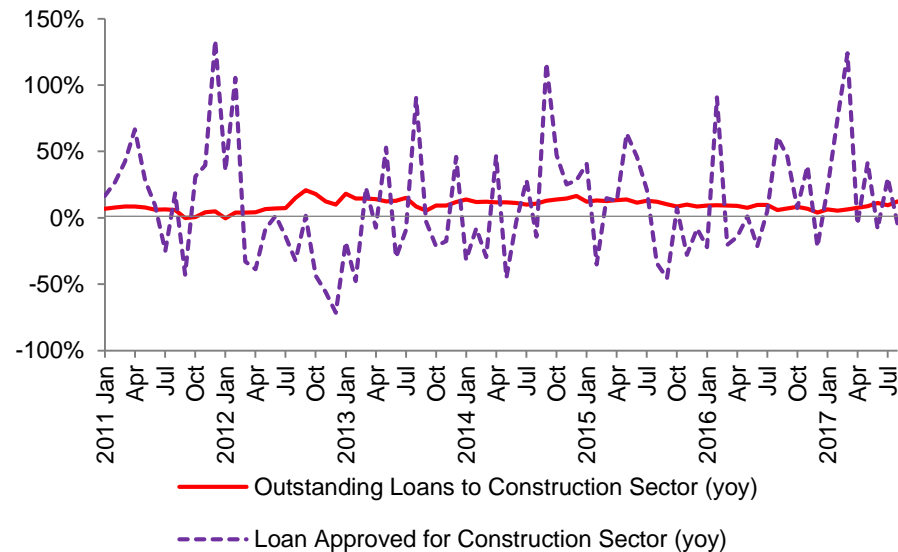 150%
100%
50%
0%
-50%
-100%
2011 Jan
Apr
Jul
Oct
2012 Jan
Apr
Jul
Oct
2013 Jan
Apr
Jul
Oct
2014 Jan
Apr
Jul
Oct
2015 Jan
Apr
Jul
Oct
2016 Jan
Apr
Jul
Oct
2017 Jan
Apr
Jul
Outstanding Loans to Construction Sector (yoy)
Loan Approved for Construction Sector (yoy)